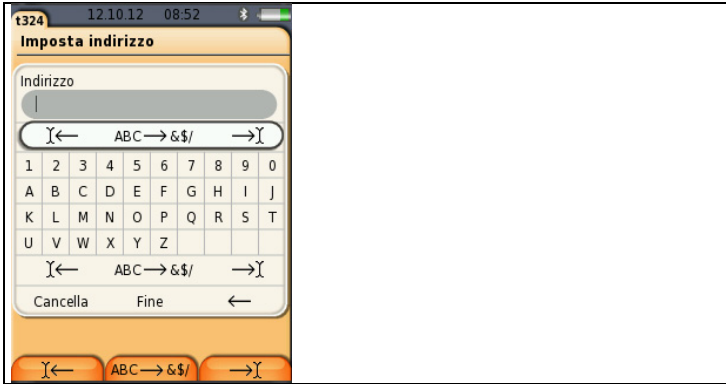 t324 12.10.12 08:52
Imposta indirizzo
Indirizzo
ABC→&$/
1 2 3 4 5 6 7 8 9 0
A B C D E F G H I J
K L M N O P Q R S T
U V W X Y Z
ABC→&$/
Cancella Fine ←
ABC→&$/